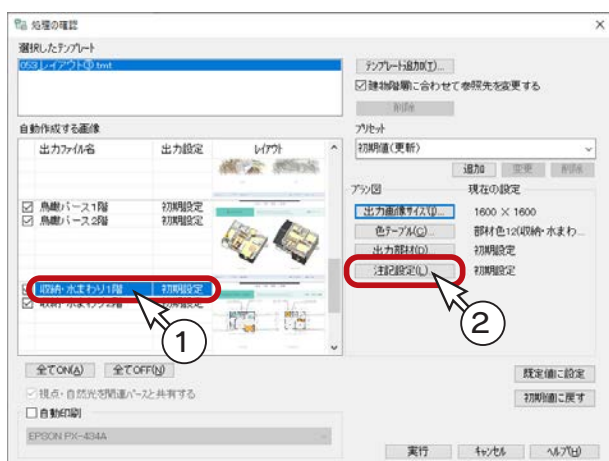 処理の確認
選択したテンプレート
053 レイアウト③.tmt
テンプレート追加(T)...
建物階層に合わせて参照先を変更する
削除
自動作成する画像
プリセット
出力ファイル名 出力設定 レイアウト
初期値(更新)
追加 変更 削除
プラン図 現在の設定
鳥瞰パース1階 初期設定
鳥瞰パース2階 初期設定
出力画像サイズ(I)... 1600 × 1600
色テーブル(C)... 部材色12(収納・水まわ...
出力部材(O)... 初期設定
注記設定(L)... 初期設定
収納・水まわり1階 初期設定
収納・水まわり2階 初期設定
1
2
全てON(A) 全てOFF(N)
既定値に設定
視点・自然光を関連パースと共有する
初期値に戻す
自動印刷
EPSON PX-434A
実行 キャンセル ヘルプ(H)